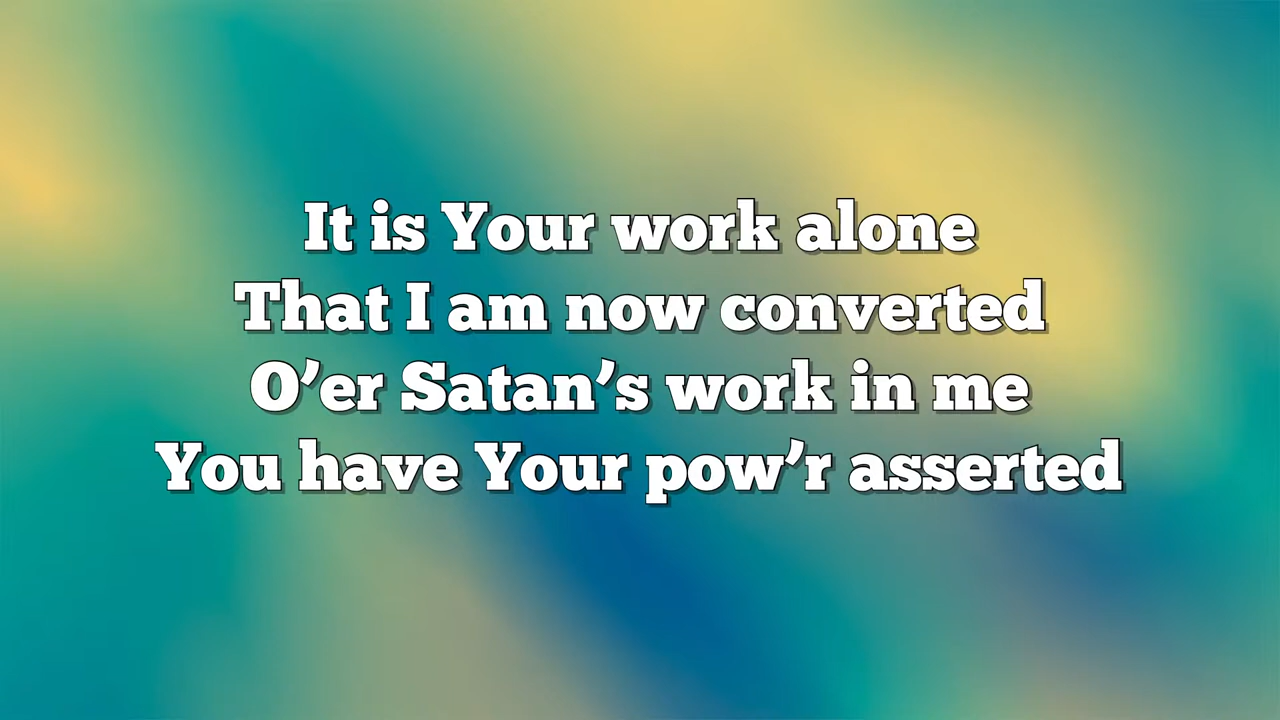 It is Your work alone
That I am now converted
O’er Satan’s work in me
You have Your pow’r asserted